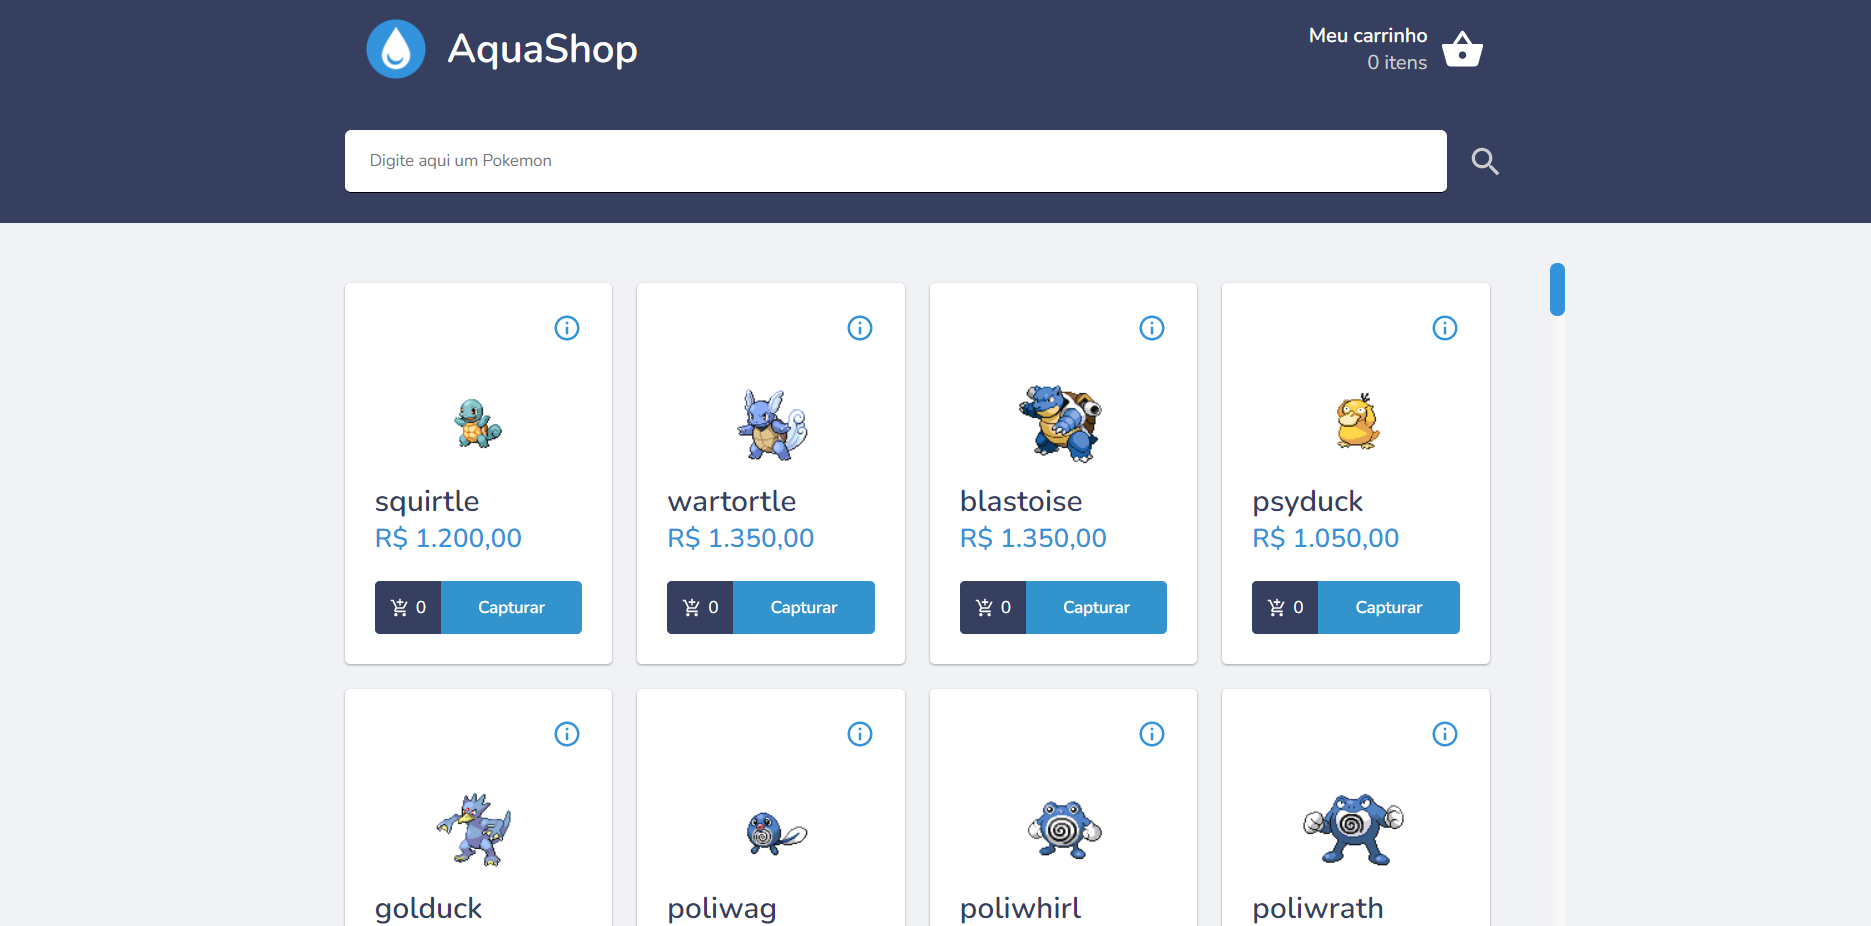 AquaShop
Meu carrinho
0 itens
Digite aqui um Pokemon
squirtle
R$ 1.200,00
0 Capturar
wartortle
R$ 1.350,00
0 Capturar
blastoise
R$ 1.350,00
0 Capturar
psyduck
R$ 1.050,00
0 Capturar
golduck
poliwag
poliwhirl
poliwrath